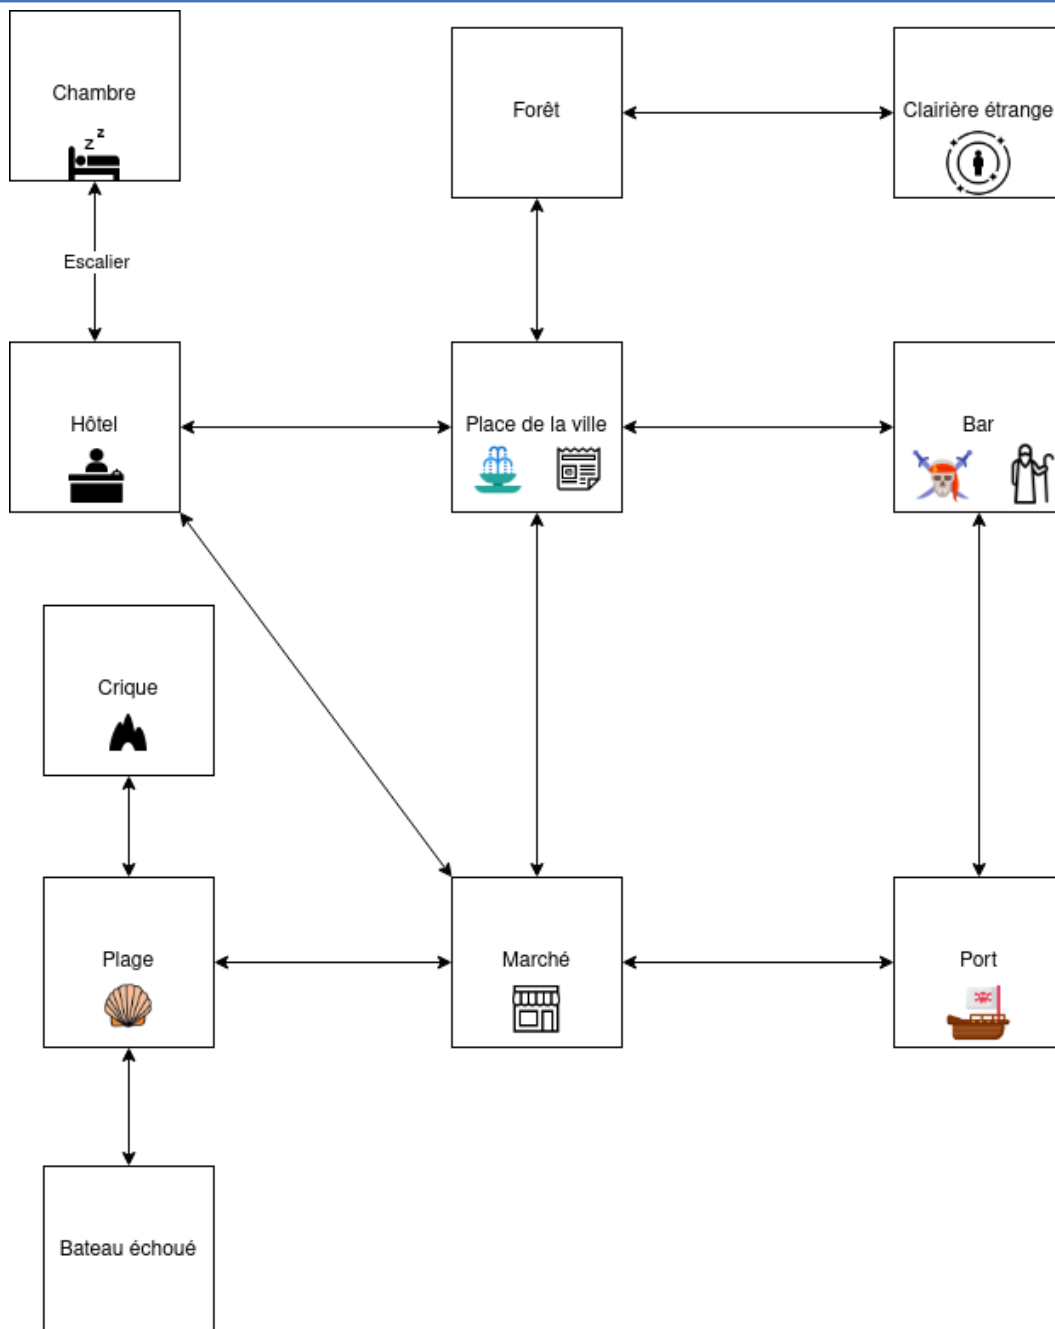 Chambre
z z
Forêt
Clairière étrange
Escalier
Hôtel
Place de la ville
Bar
Crique
Plage
Marché
Port
Bateau échoué